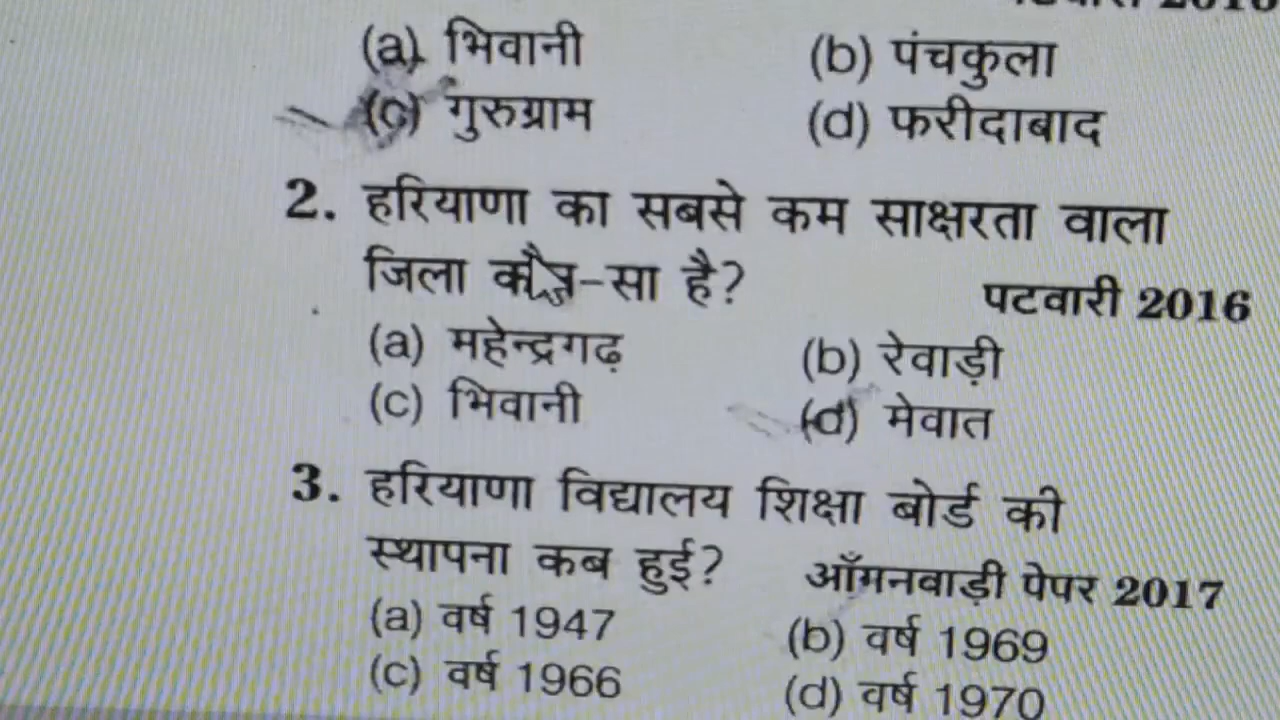 (a) भिवानी (b) पंचकुला
(c) गुरुग्राम (d) फरीदाबाद
2. हरियाणा का सबसे कम साक्षरता वाला
जिला कौन-सा है?
पटवारी 2016
(a) महेन्द्रगढ़ (b) रेवाड़ी
(c) भिवानी (d) मेवात
3. हरियाणा विद्यालय शिक्षा बोर्ड की
स्थापना कब हुई? आँगनवाड़ी पेपर 2017
(a) वर्ष 1947 (b) वर्ष 1969
(c) वर्ष 1966 (d) वर्ष 1970